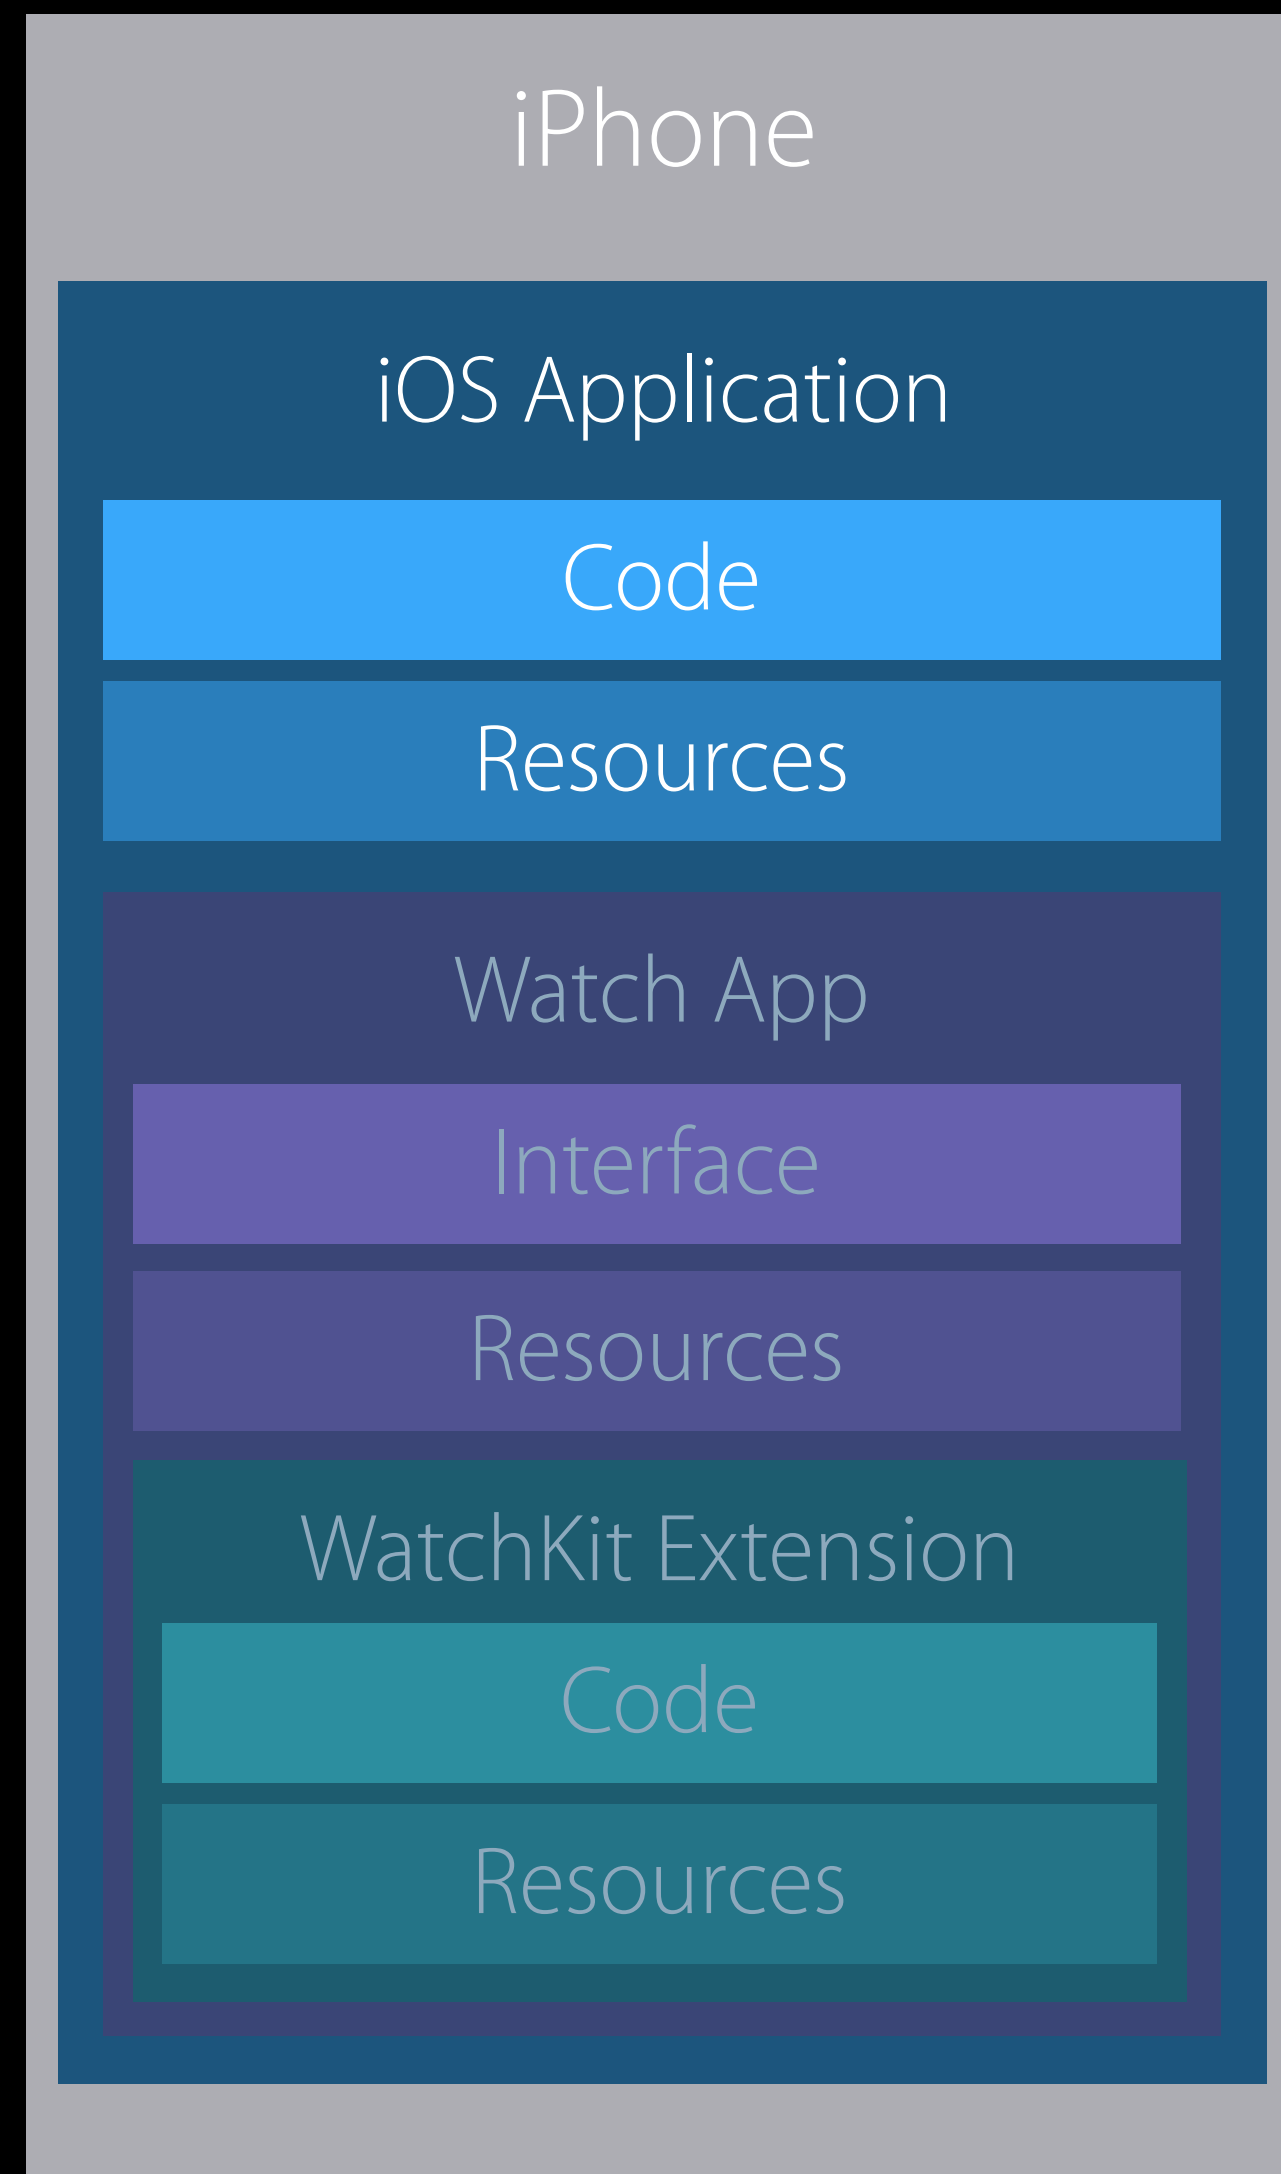 iPhone
iOS Application
Code
Resources
Watch App
Interface
Resources
WatchKit Extension
Code
Resources